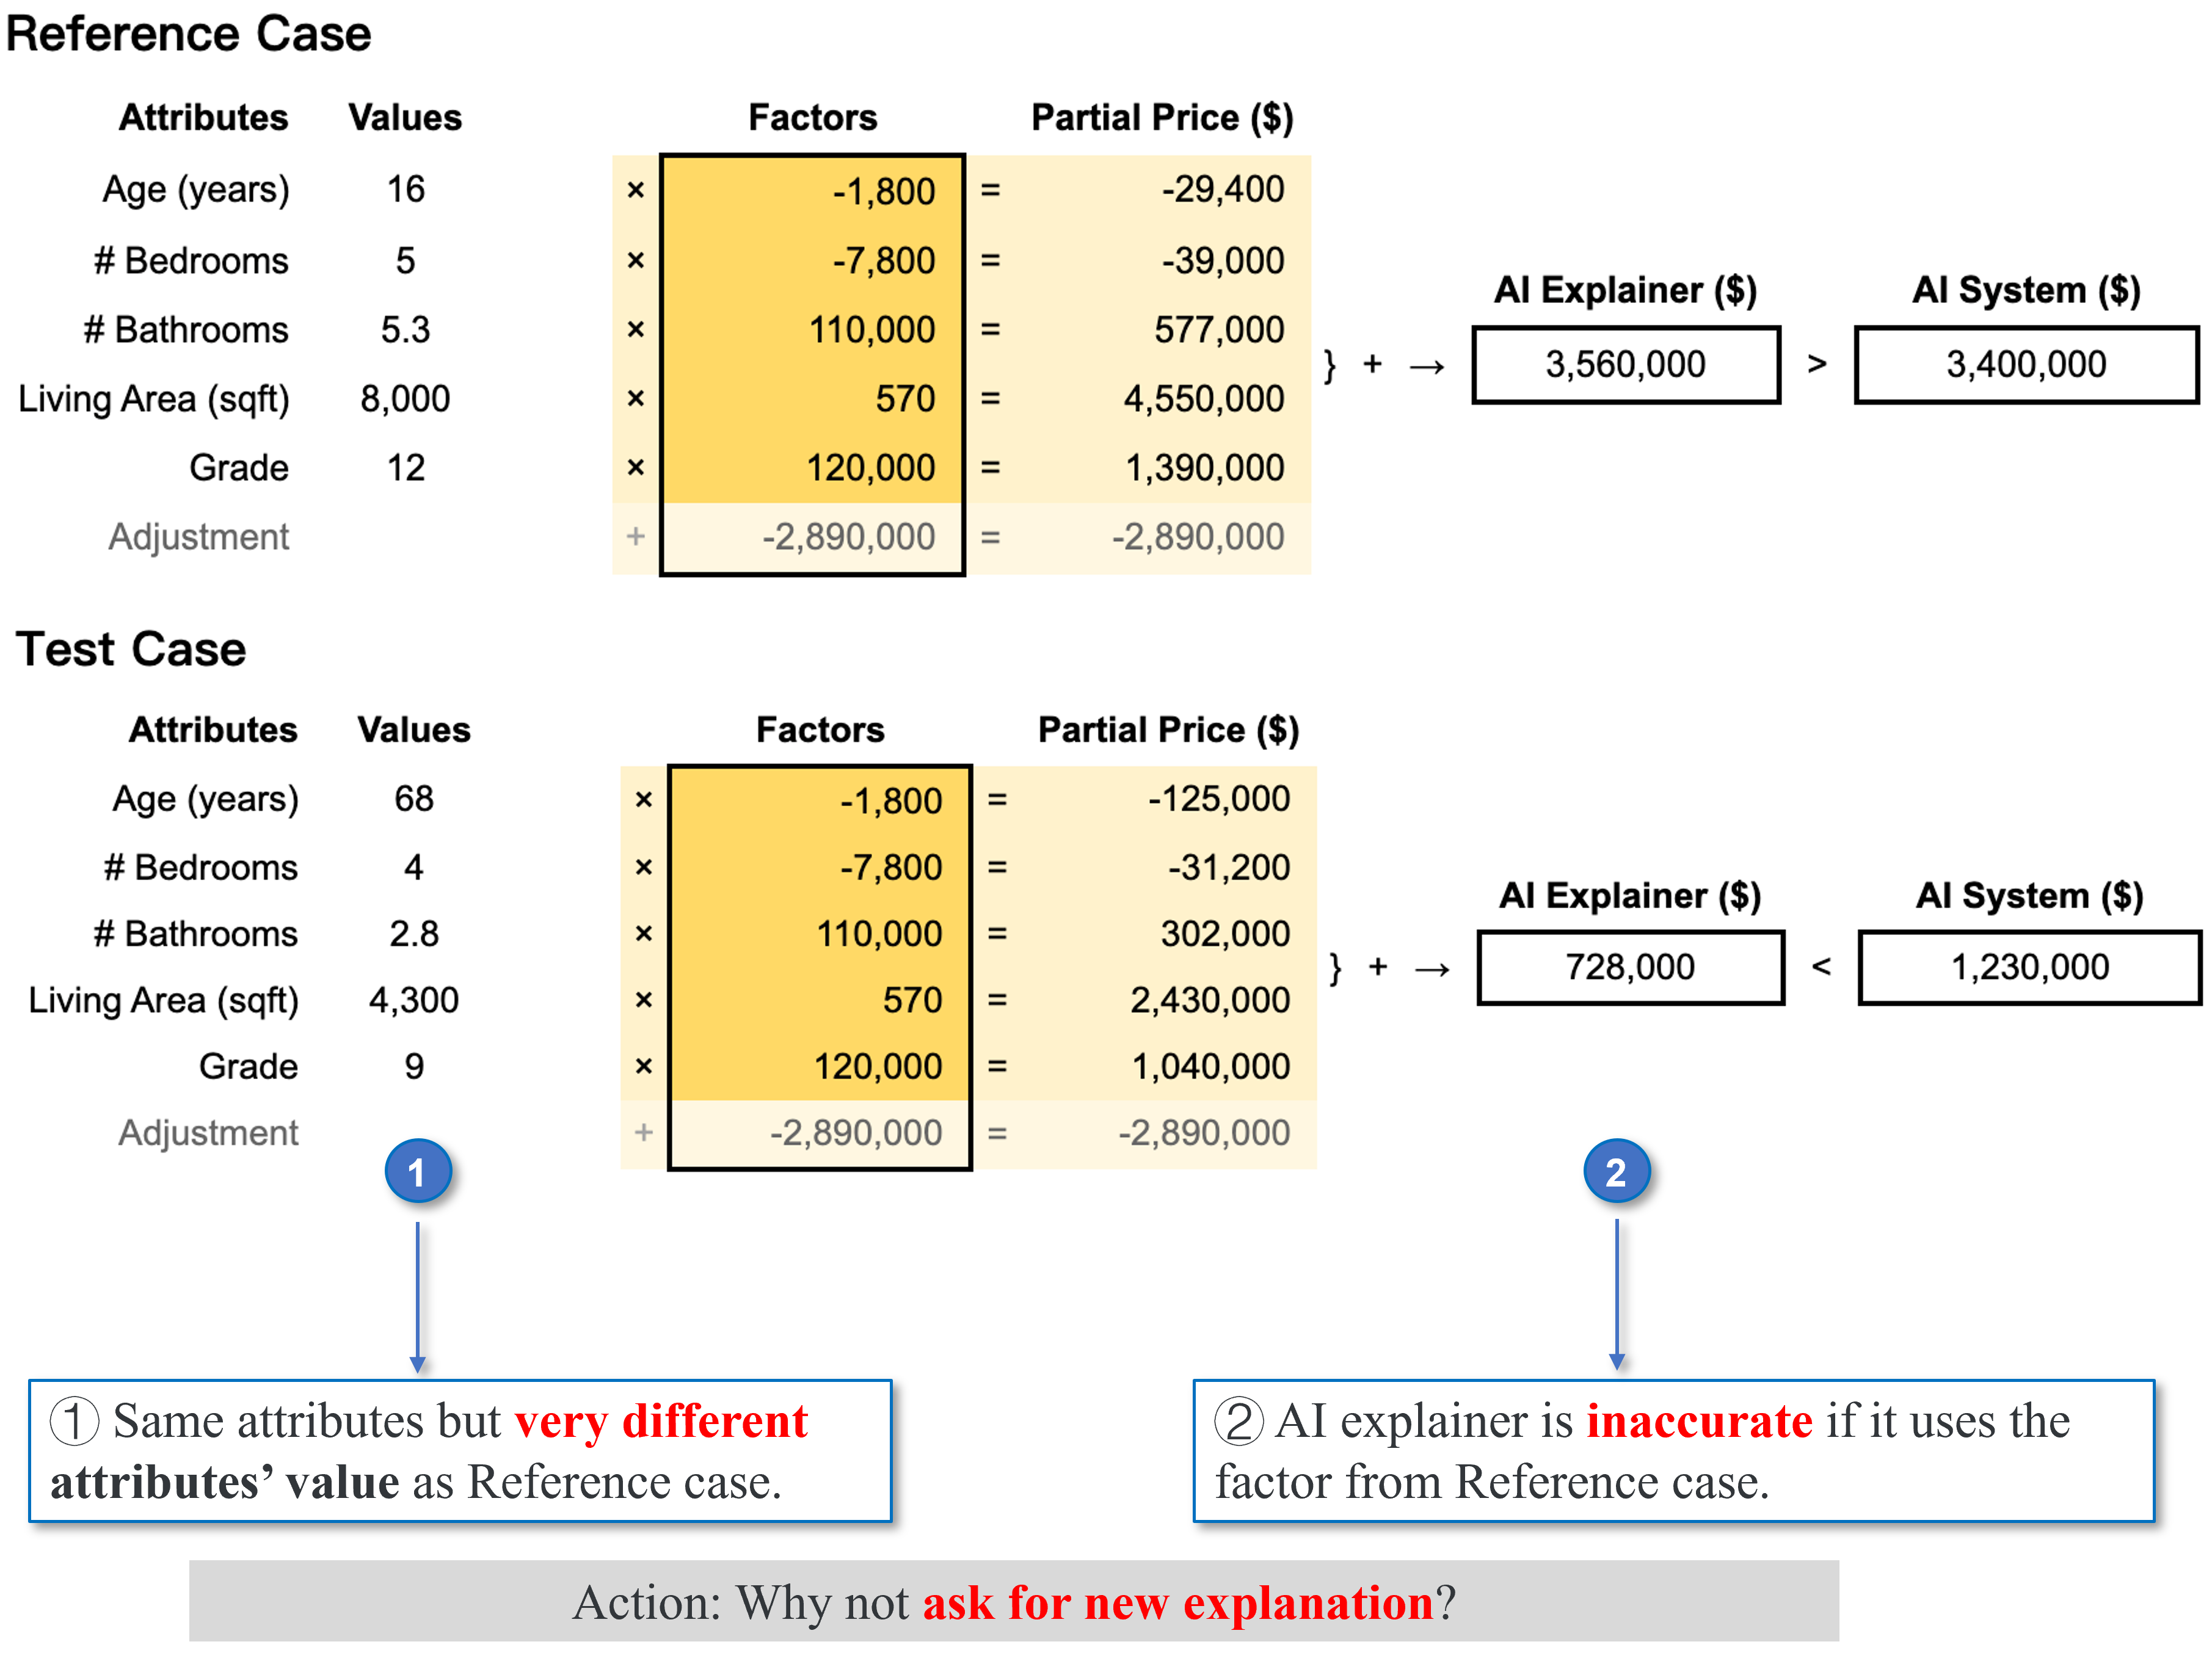 Reference Case
Attributes Values Factors Partial Price ($)
Age (years) 16 × -1,800 = -29,400
# Bedrooms 5 × -7,800 = -39,000
# Bathrooms 5.3 × 110,000 = 577,000
Living Area (sqft) 8,000 × 570 = 4,550,000
Grade 12 × 120,000 = 1,390,000
Adjustment + -2,890,000 = -2,890,000
AI Explainer ($) AI System ($)
} + → 3,560,000 > 3,400,000
Test Case
Attributes Values Factors Partial Price ($)
Age (years) 68 × -1,800 = -125,000
# Bedrooms 4 × -7,800 = -31,200
# Bathrooms 2.8 × 110,000 = 302,000
Living Area (sqft) 4,300 × 570 = 2,430,000
Grade 9 × 120,000 = 1,040,000
Adjustment + -2,890,000 = -2,890,000
AI Explainer ($) AI System ($)
} + → 728,000 < 1,230,000
1
2
① Same attributes but very different
attributes’ value as Reference case.
② AI explainer is inaccurate if it uses the
factor from Reference case.
Action: Why not ask for new explanation?